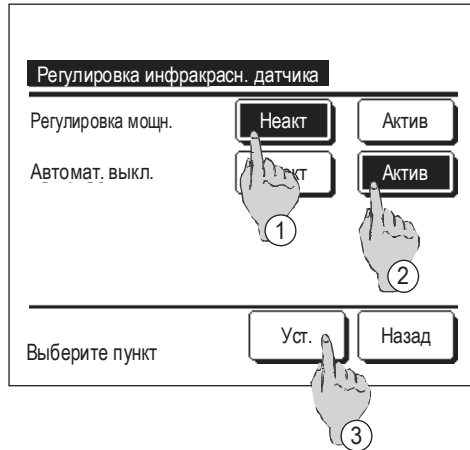 Регулировка инфракрасн. датчика
Регулировка мощн. Неакт Актив
Автомат. выкл. Актив
1
2
Выберите пункт Уст. Назад
3